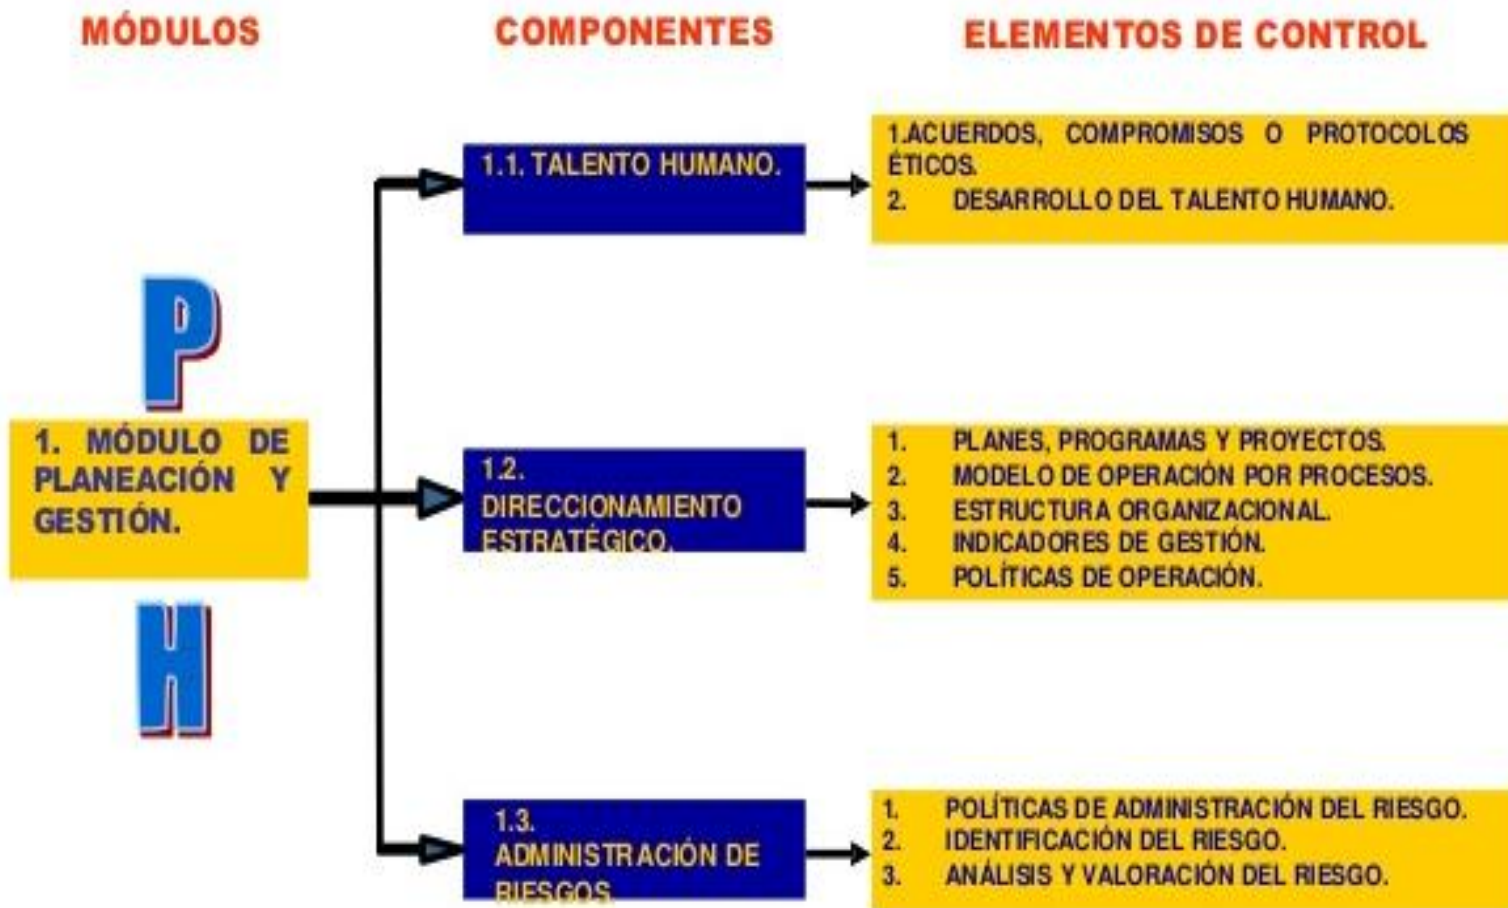 MÓDULOS
COMPONENTES
ELEMENTOS DE CONTROL
P
1. MÓDULO DE
PLANEACIÓN Y
GESTIÓN.
H
1.1. TALENTO HUMANO.
1.ACUERDOS, COMPROMISOS O PROTOCOLOS
ÉTICOS.
2. DESARROLLO DEL TALENTO HUMANO.
1.2.
DIRECCIONAMIENTO
ESTRATÉGICO.
1. PLANES, PROGRAMAS Y PROYECTOS.
2. MODELO DE OPERACIÓN POR PROCESOS.
3. ESTRUCTURA ORGANIZACIONAL.
4. INDICADORES DE GESTIÓN.
5. POLÍTICAS DE OPERACIÓN.
1.3.
ADMINISTRACIÓN DE
RIESGOS.
1. POLÍTICAS DE ADMINISTRACIÓN DEL RIESGO.
2. IDENTIFICACIÓN DEL RIESGO.
3. ANÁLISIS Y VALORACIÓN DEL RIESGO.